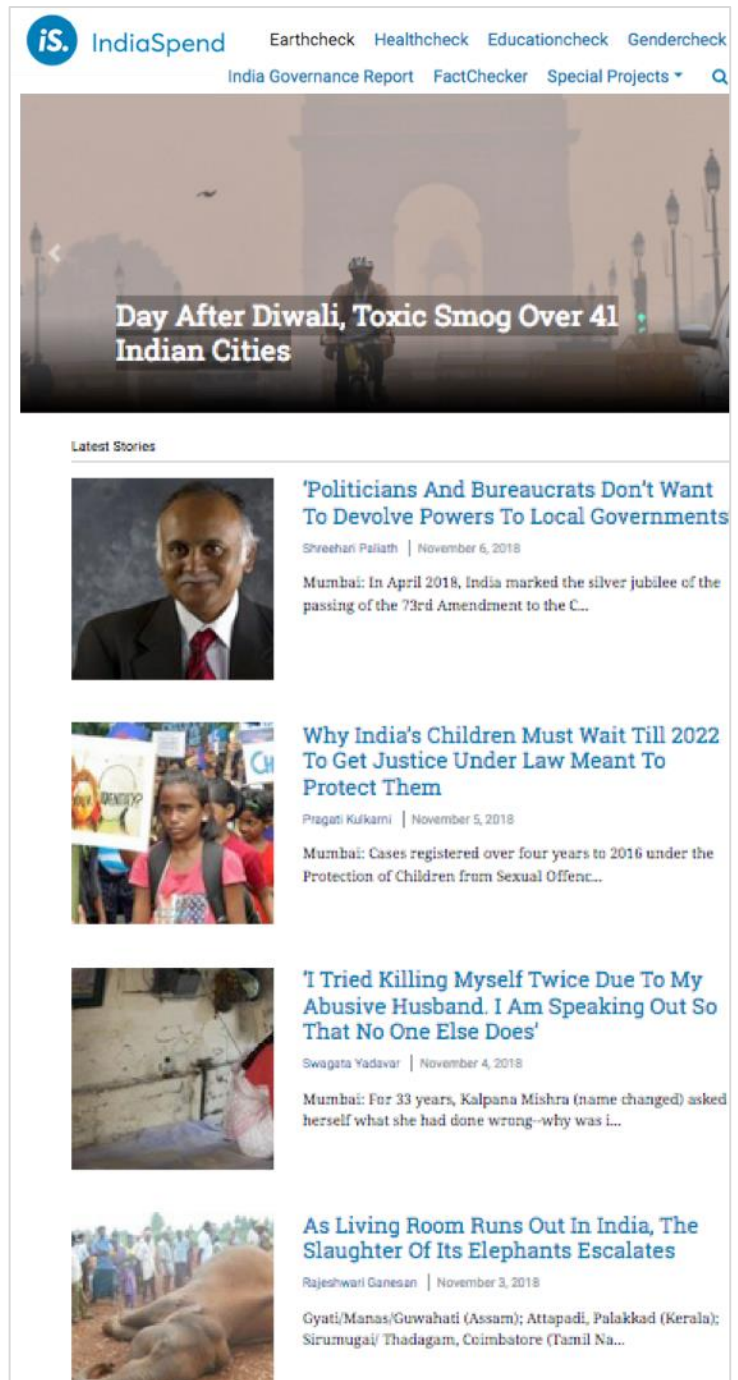 iS. IndiaSpend
Earthcheck Healthcheck Educationcheck Gendercheck
India Governance Report FactChecker Special Projects
Day After Diwali, Toxic Smog Over 41
Indian Cities
Latest Stories
'Politicians And Bureaucrats Don't Want
To Devolve Powers To Local Governments
Shreehari Paliath | November 6, 2018
Mumbai: In April 2018, India marked the silver jubilee of the
passing of the 73rd Amendment to the C...
CH
Why India's Children Must Wait Till 2022
To Get Justice Under Law Meant To
Protect Them
Pragati Kulkarni | November 5, 2018
Mumbai: Cases registered over four years to 2016 under the
Protection of Children from Sexual Offenc...
'I Tried Killing Myself Twice Due To My
Abusive Husband. I Am Speaking Out So
That No One Else Does'
Swagata Yadavar | November 4, 2018
Mumbai: For 33 years, Kalpana Mishra (name changed) asked
herself what she had done wrong--why was i...
As Living Room Runs Out In India, The
Slaughter Of Its Elephants Escalates
Rajeshwari Ganesan | November 3, 2018
Gyati/Manas/Guwahati (Assam); Attapadi, Palakkad (Kerala);
Sirumugai/ Thadagam, Coimbatore (Tamil Na...